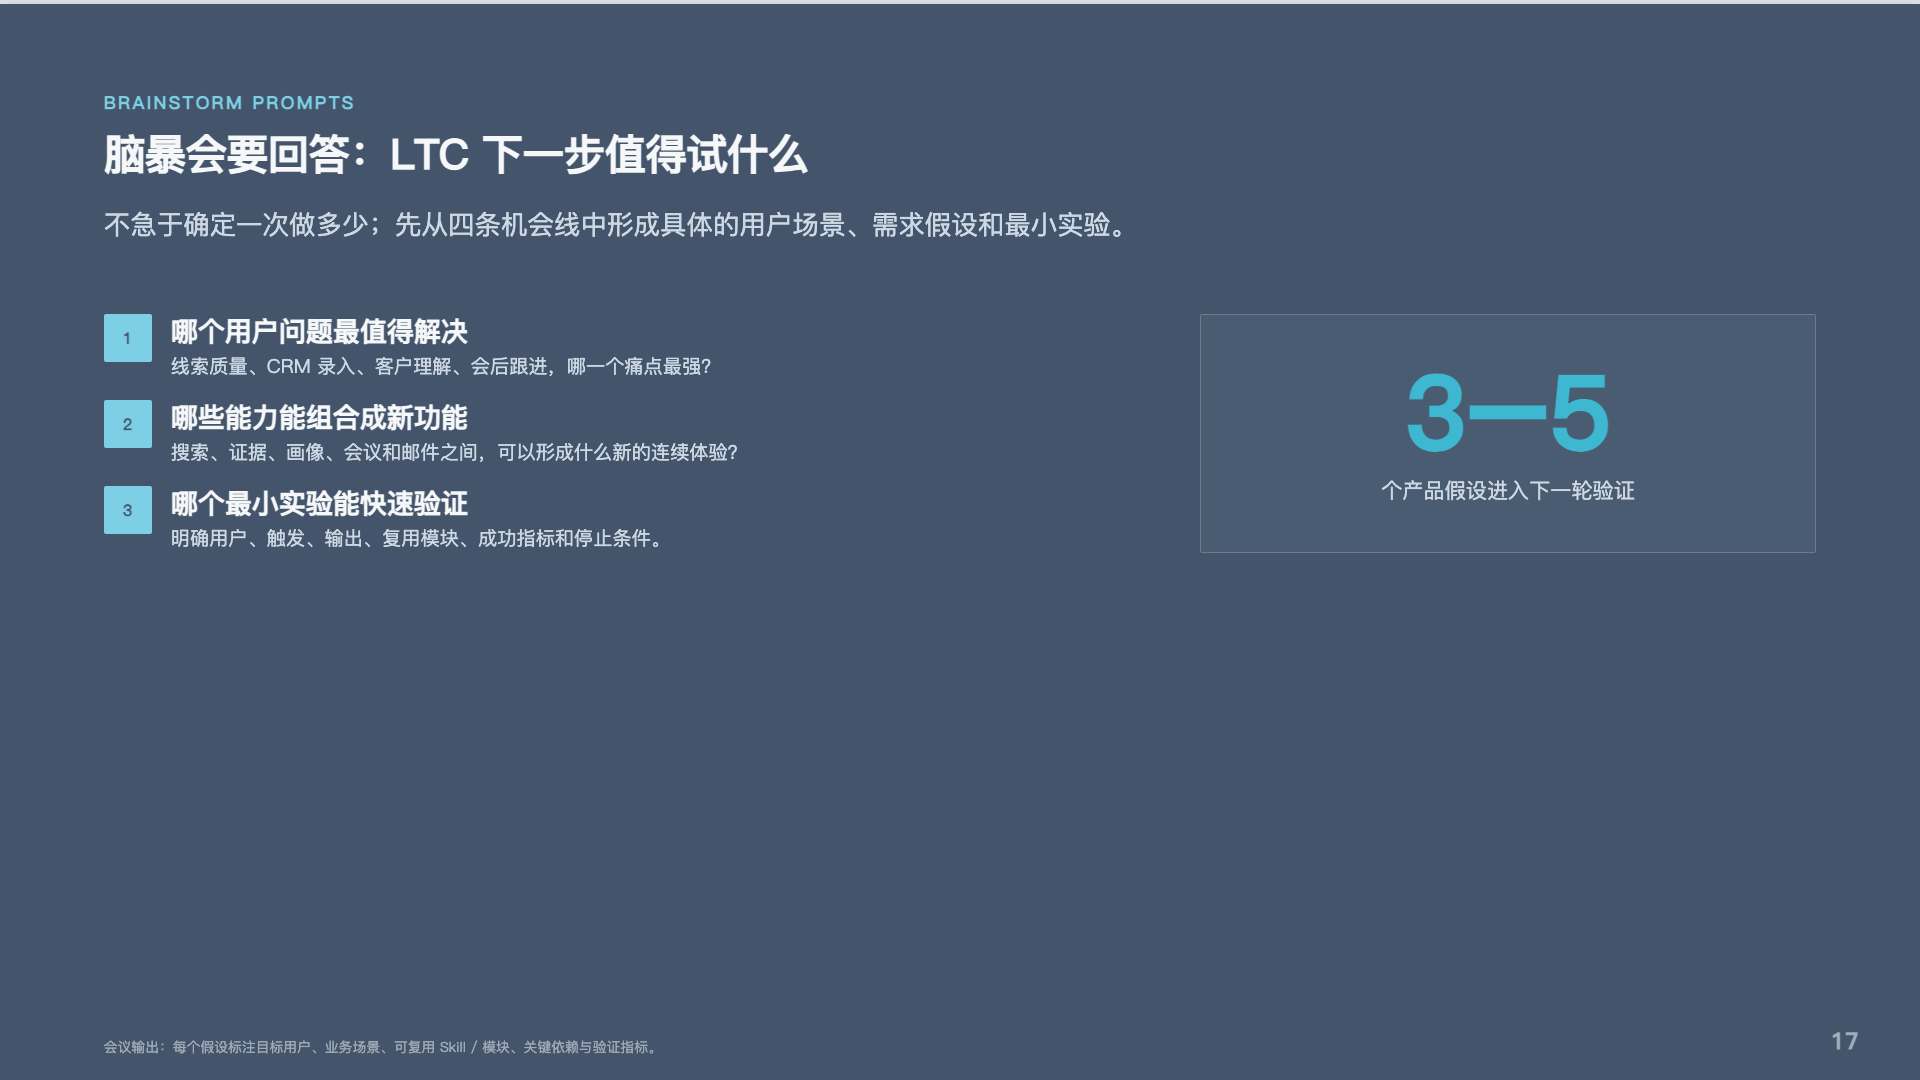 BRAINSTORM PROMPTS
脑暴会要回答：LTC 下一步值得试什么
不急于确定一次做多少；先从四条机会线中形成具体的用户场景、需求假设和最小实验。
1
哪个用户问题最值得解决
线索质量、CRM 录入、客户理解、会后跟进，哪一个痛点最强？
2
哪些能力能组合成新功能
搜索、证据、画像、会议和邮件之间，可以形成什么新的连续体验？
3
哪个最小实验能快速验证
明确用户、触发、输出、复用模块、成功指标和停止条件。
3—5
个产品假设进入下一轮验证
会议输出：每个假设标注目标用户、业务场景、可复用 Skill / 模块、关键依赖与验证指标。
17